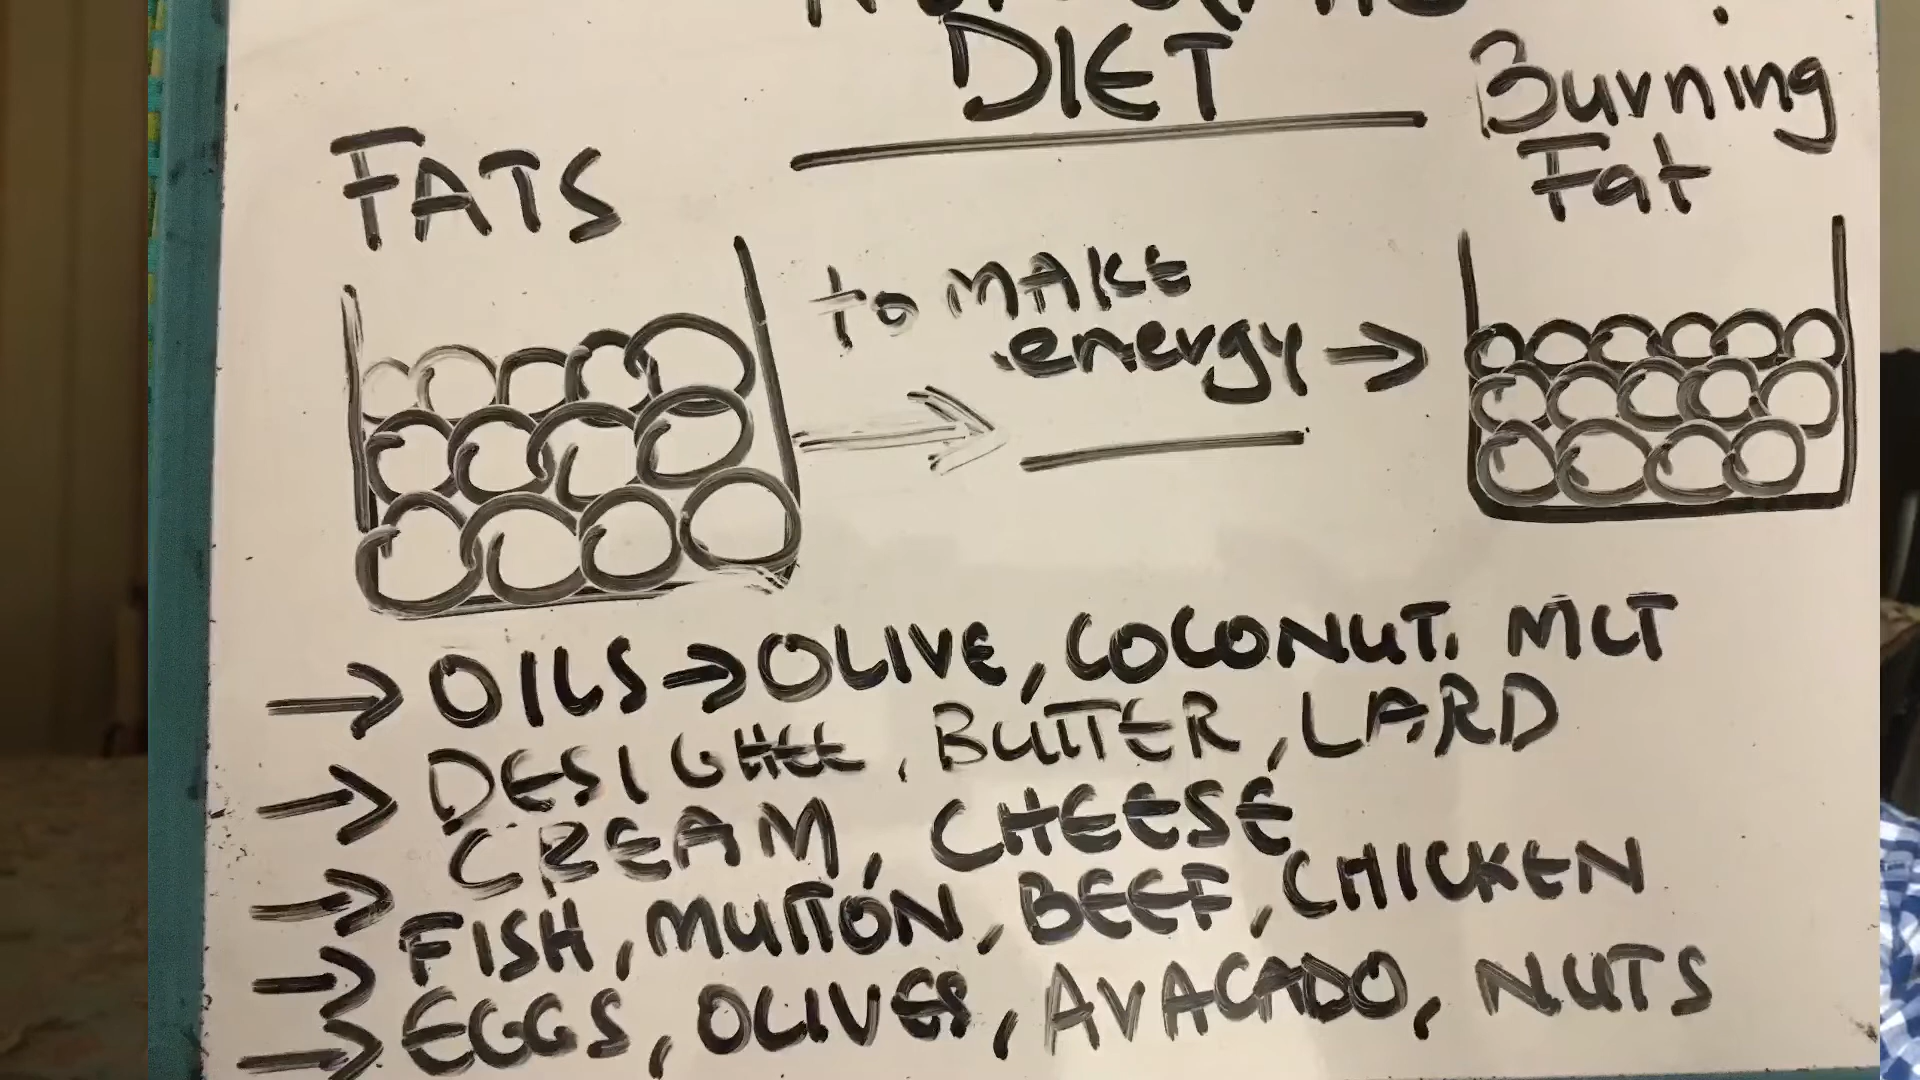 DIET
Burning
Fat
FATS
to MAKE
energy →
→ OILS → OLIVE, COCONUT, MCT
→ DESI GHEE, BUTTER, LARD
→ CREAM, CHEESE
→ FISH, MUTTON, BEEF, CHICKEN
→ EGGS, OLIVES, AVACADO, NUTS